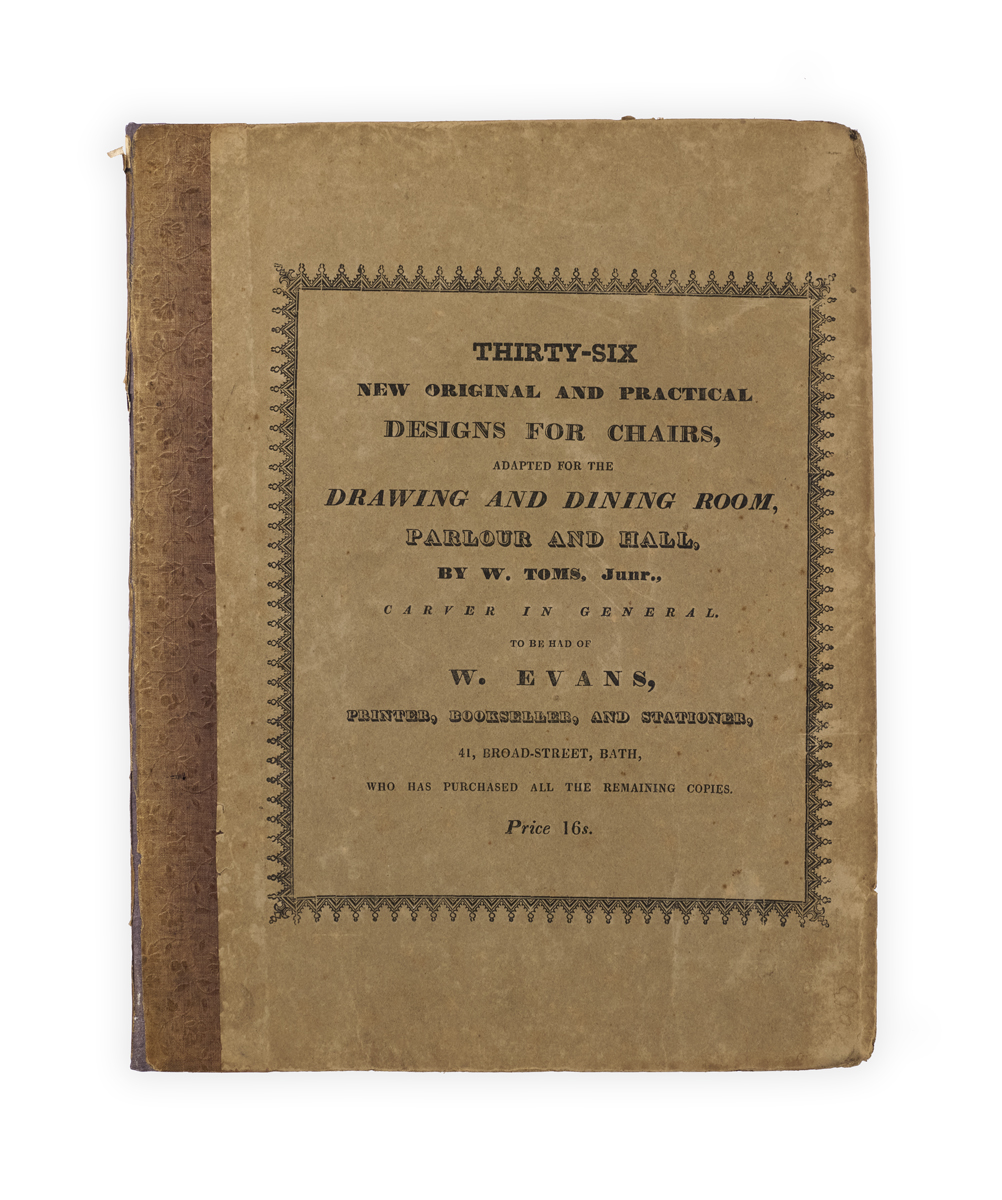 THIRTY-SIX
NEW ORIGINAL AND PRACTICAL
DESIGNS FOR CHAIRS,
ADAPTED FOR THE
DRAWING AND DINING ROOM,
PARLOUR AND HALL,
BY W. TOMS, Junr.,
CARVER IN GENERAL.
TO BE HAD OF
W. EVANS,
PRINTER, BOOKSELLER, AND STATIONER,
41, BROAD-STREET, BATH,
WHO HAS PURCHASED ALL THE REMAINING COPIES.
Price 16s.